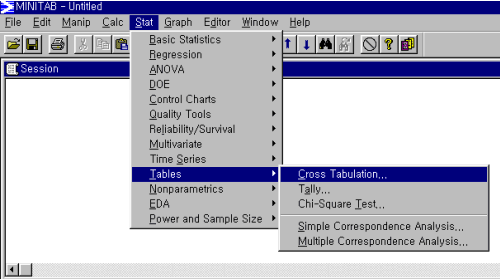 MINITAB - Untitled
File Edit Manip Calc Stat Graph Editor Window Help
Session
Basic Statistics
Regression
ANOVA
DOE
Control Charts
Quality Tools
Reliability/Survival
Multivariate
Time Series
Tables
Nonparametrics
EDA
Power and Sample Size
Cross Tabulation...
Tally...
Chi-Square Test...
Simple Correspondence Analysis...
Multiple Correspondence Analysis...